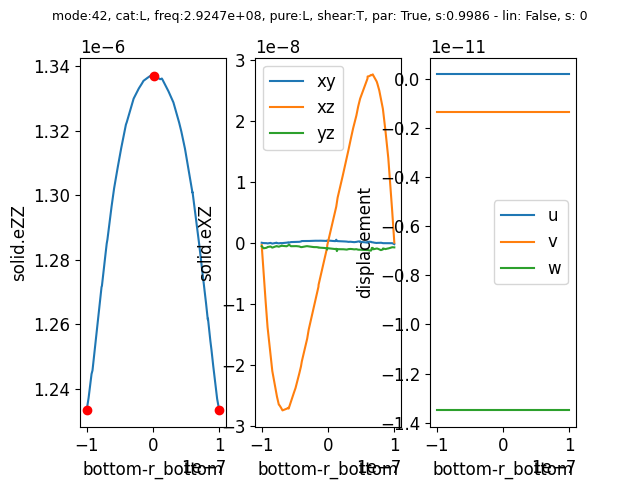 mode:42, cat:L, freq:2.9247e+08, pure:L, shear:T, par: True, s:0.9986 - lin: False, s: 0
1e−6
1.34
1.32
1.30
1.28
1.26
1.24
solid.eZZ
−1
0
1
1e−7
bottom-r_bottom
1e−8
3
2
1
0
−1
−2
−3
solid.eXZ
xy
xz
yz
−1
0
1
1e−7
bottom-r_bottom
1e−11
0.0
−0.2
−0.4
−0.6
−0.8
−1.0
−1.2
−1.4
displacement
u
v
w
−1
0
1
1e−7
bottom-r_bottom